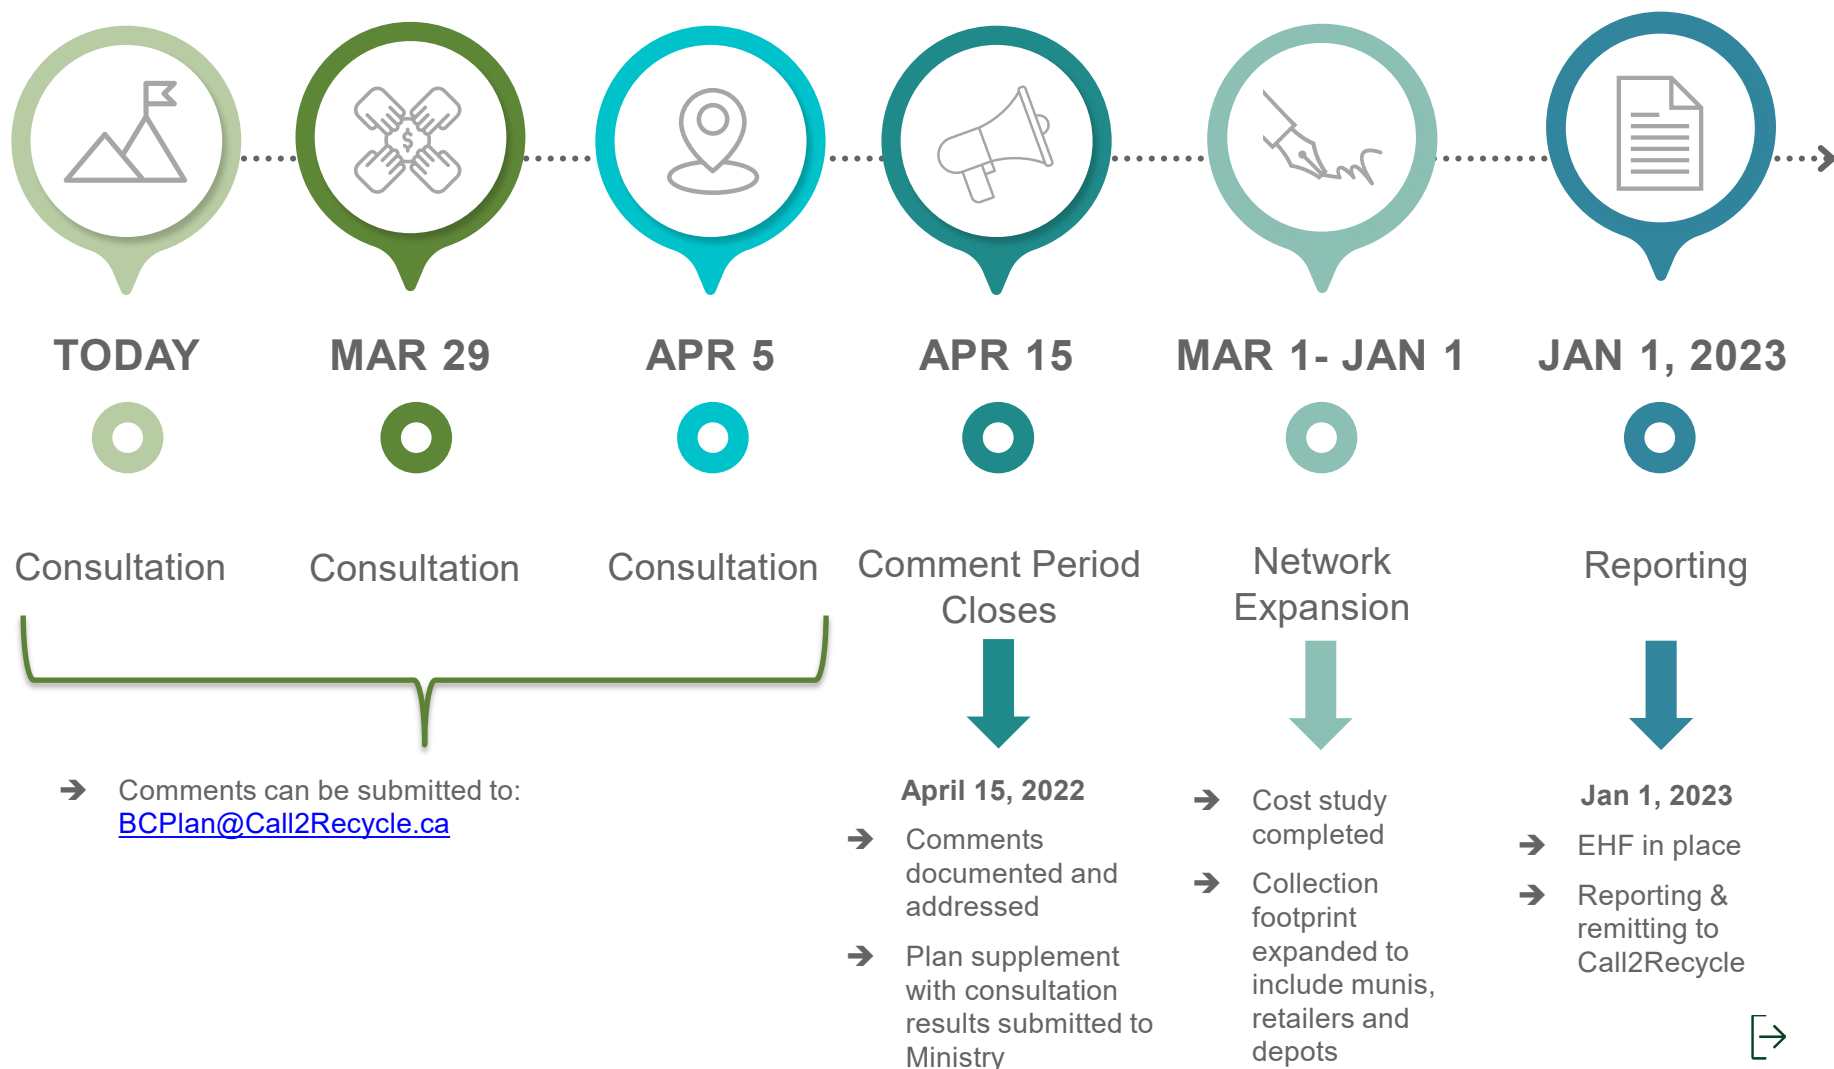 $
TODAY
MAR 29
APR 5
APR 15
MAR 1- JAN 1
JAN 1, 2023
Consultation
Consultation
Consultation
Comment Period
Closes
Network
Expansion
Reporting
➔ Comments can be submitted to:
BCPlan@Call2Recycle.ca
April 15, 2022
➔ Comments
documented and
addressed
➔ Plan supplement
with consultation
results submitted to
Ministry
➔ Cost study
completed
➔ Collection
footprint
expanded to
include munis,
retailers and
depots
Jan 1, 2023
➔ EHF in place
➔ Reporting &
remitting to
Call2Recycle